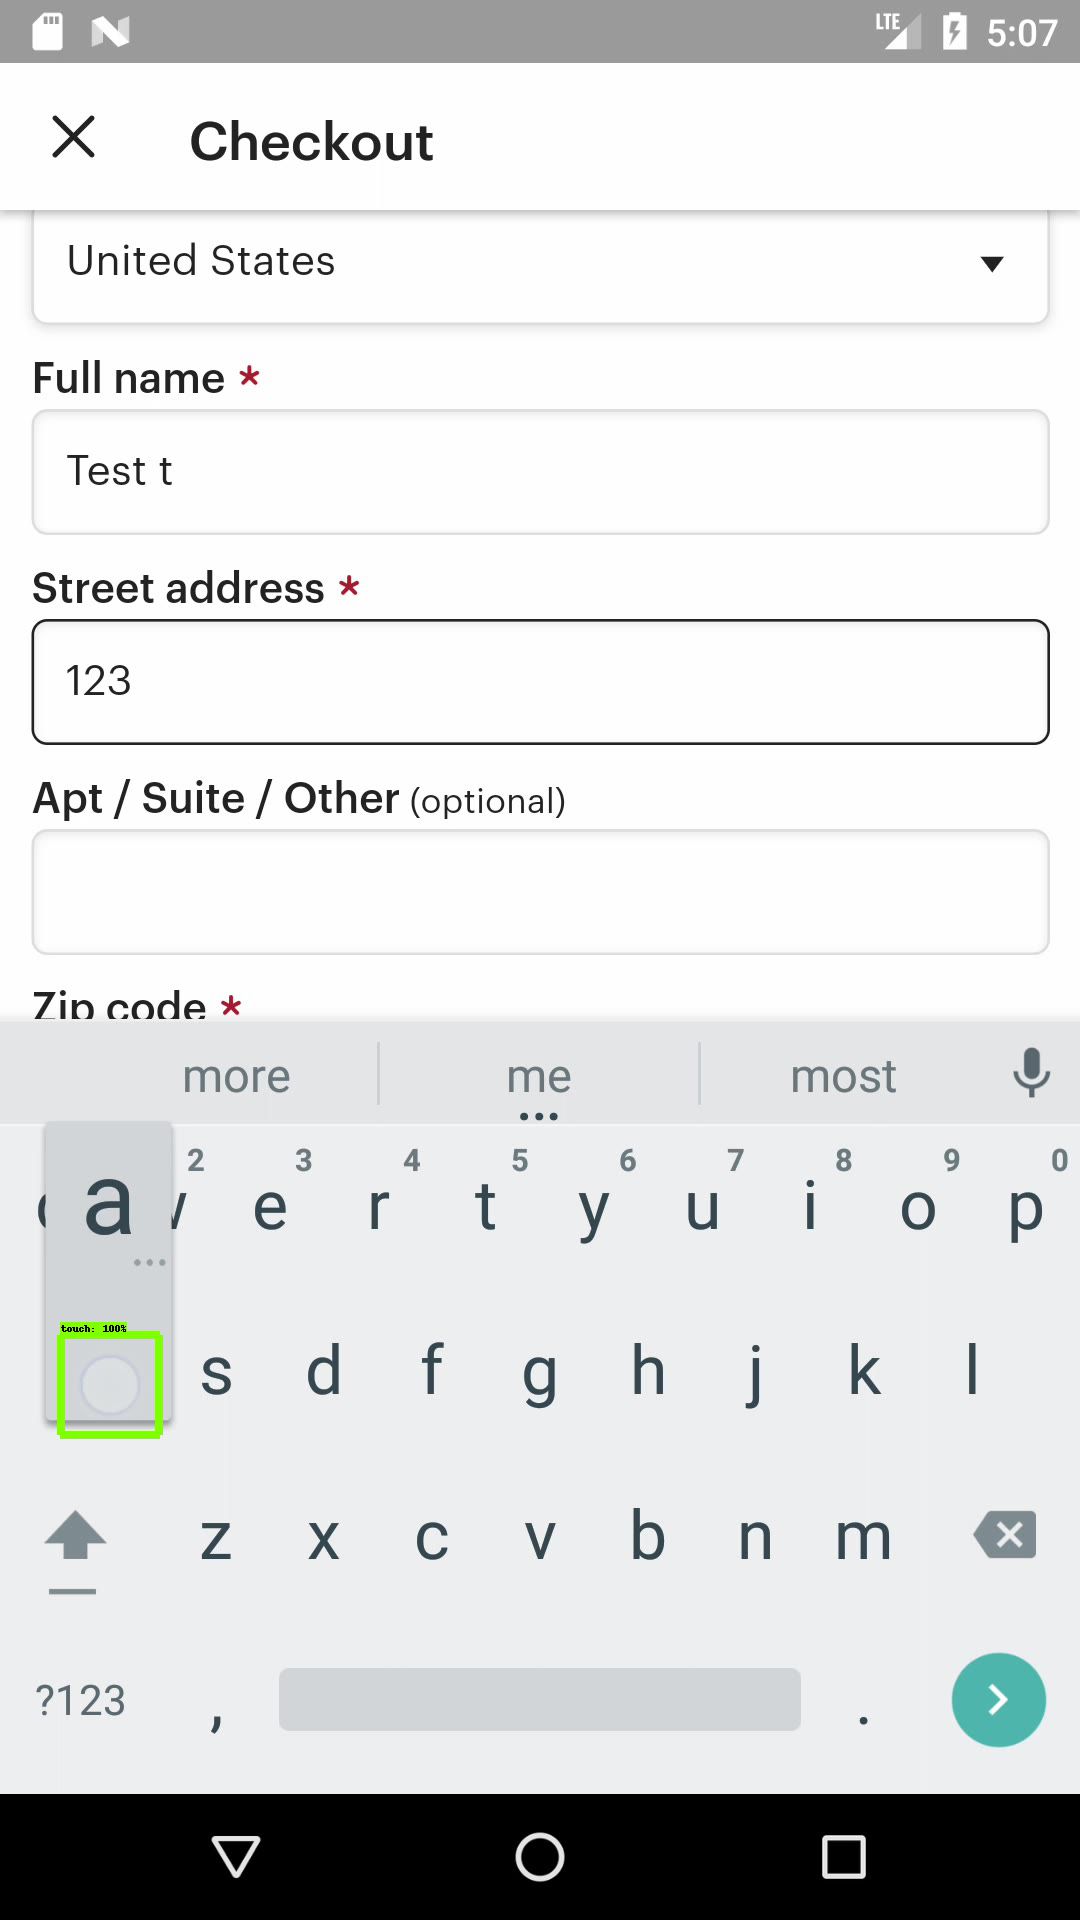 LTE 5:07
Checkout
United States
Full name *
Test t
Street address *
123
Apt / Suite / Other (optional)
Zip code *
more me most
2 3 4 5 6 7 8 9 0
a e r t y u i o p
touch: 100%
s d f g h j k l
z x c v b n m
?123 , .